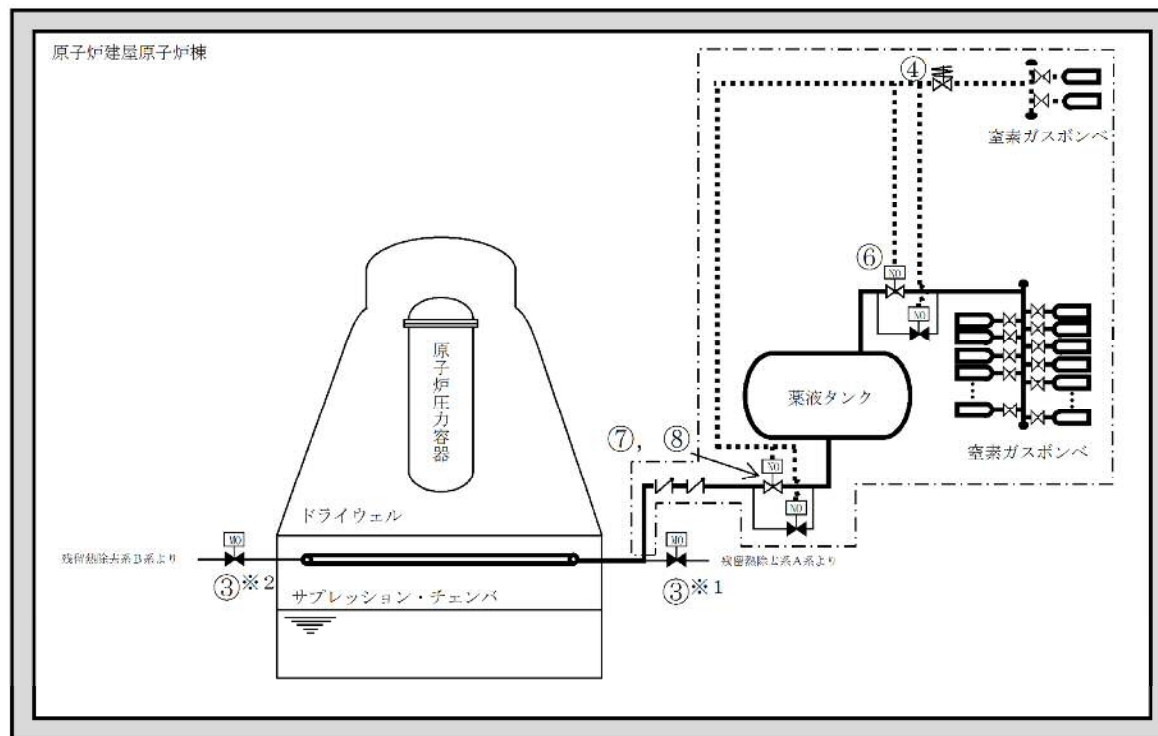 原子炉建屋原子炉棟
④
窒素ガスボンベ
⑥
NO
NO
原子炉圧力容器
薬液タンク
窒素ガスボンベ
⑦, ⑧
NO
NO
ドライウェル
MO
MO
残留熱除去系B系より
残留熱除去系A系より
③※2
サプレッション・チェンバ
③※1